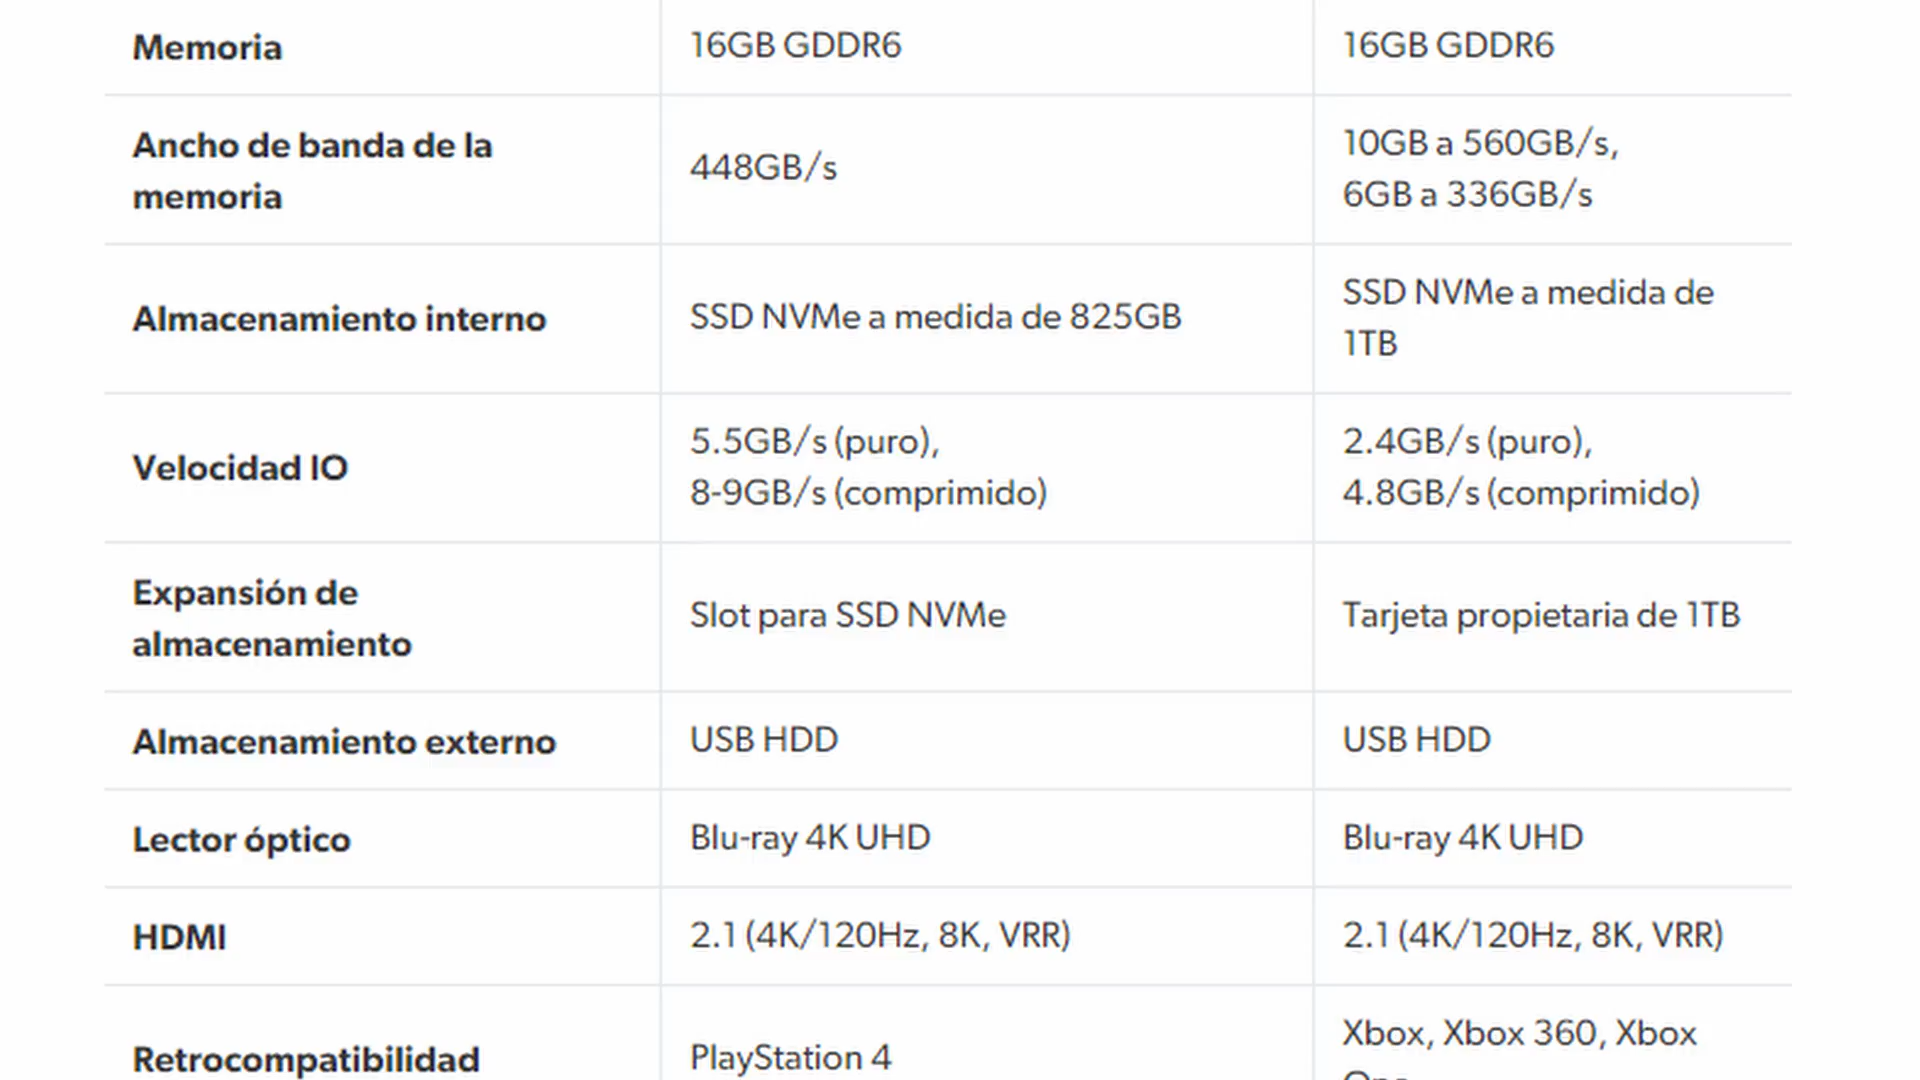 Memoria
16GB GDDR6
16GB GDDR6
Ancho de banda de la
memoria
448GB/s
10GB a 560GB/s,
6GB a 336GB/s
Almacenamiento interno
SSD NVMe a medida de 825GB
SSD NVMe a medida de
1TB
Velocidad IO
5.5GB/s (puro),
8-9GB/s (comprimido)
2.4GB/s (puro),
4.8GB/s (comprimido)
Expansión de
almacenamiento
Slot para SSD NVMe
Tarjeta propietaria de 1TB
Almacenamiento externo
USB HDD
USB HDD
Lector óptico
Blu-ray 4K UHD
Blu-ray 4K UHD
HDMI
2.1 (4K/120Hz, 8K, VRR)
2.1 (4K/120Hz, 8K, VRR)
Retrocompatibilidad
PlayStation 4
Xbox, Xbox 360, Xbox